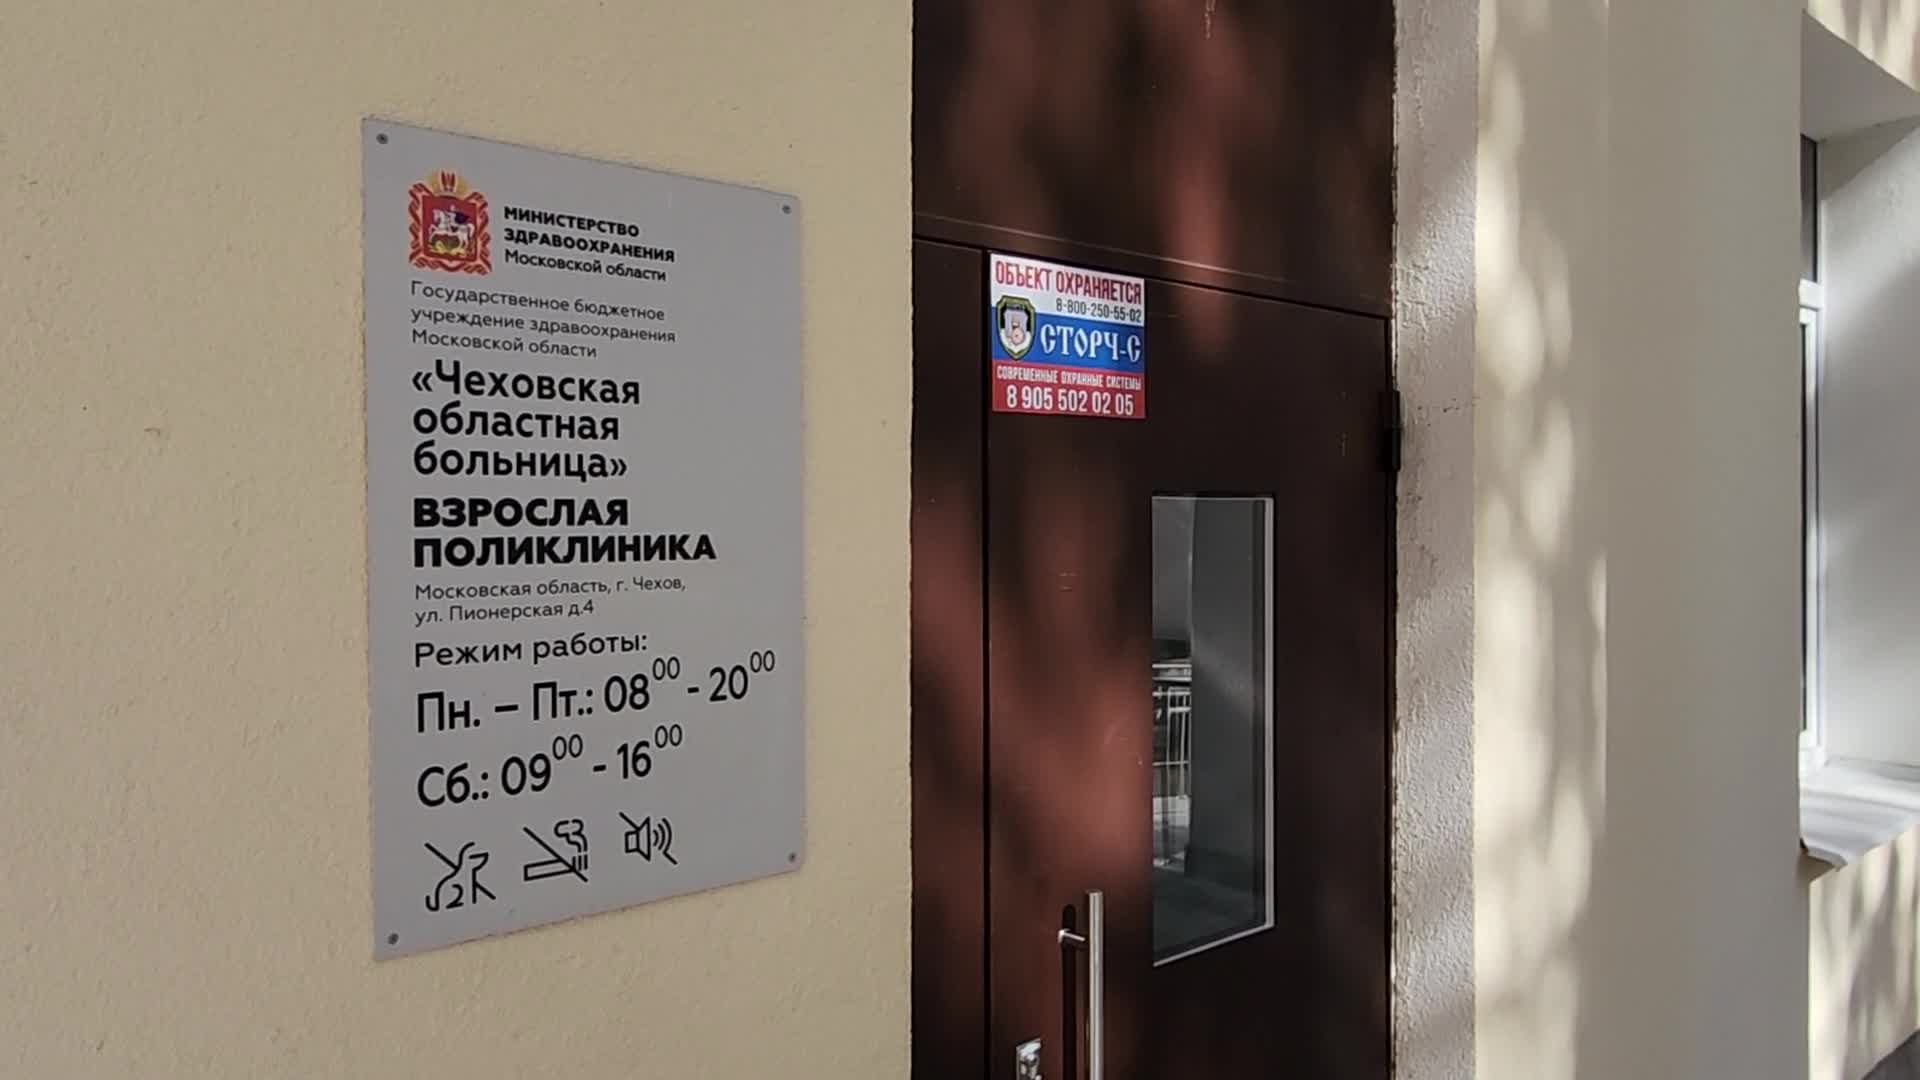 МИНИСТЕРСТВО
ЗДРАВООХРАНЕНИЯ
Московской области
Государственное бюджетное
учреждение здравоохранения
Московской области
«Чеховская
областная
больница»
ВЗРОСЛАЯ
ПОЛИКЛИНИКА
Московская область, г. Чехов,
ул. Пионерская д.4
Режим работы:
Пн. – Пт.: 08⁰⁰ - 20⁰⁰
Сб.: 09⁰⁰ - 16⁰⁰
ОБЪЕКТ ОХРАНЯЕТСЯ
8-800-250-55-02
СТОРЧ-С
СОВРЕМЕННЫЕ ОХРАННЫЕ СИСТЕМЫ
8 905 502 02 05